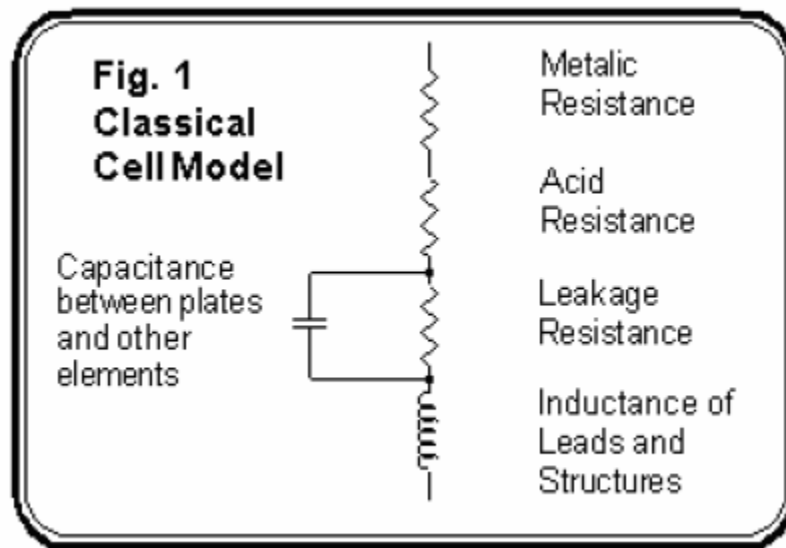 Fig. 1
Classical
Cell Model
Metalic
Resistance
Acid
Resistance
Capacitance
between plates
and other
elements
Leakage
Resistance
Inductance of
Leads and
Structures